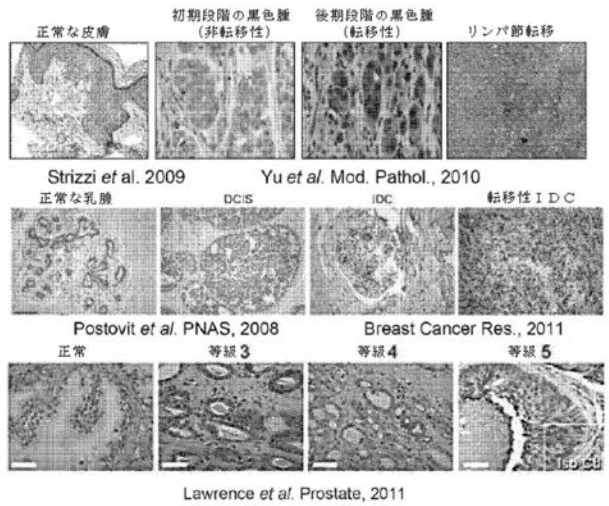 正常な皮膚
初期段階の黒色腫
(非転移性)
後期段階の黒色腫
(転移性)
リンパ節転移
Strizzi et al. 2009
Yu et al. Mod. Pathol., 2010
正常な乳腺
DCIS
IDC
転移性IDC
Postovit et al. PNAS, 2008
Breast Cancer Res., 2011
正常
等級3
等級4
等級5
Iso Ctl
Lawrence et al. Prostate, 2011